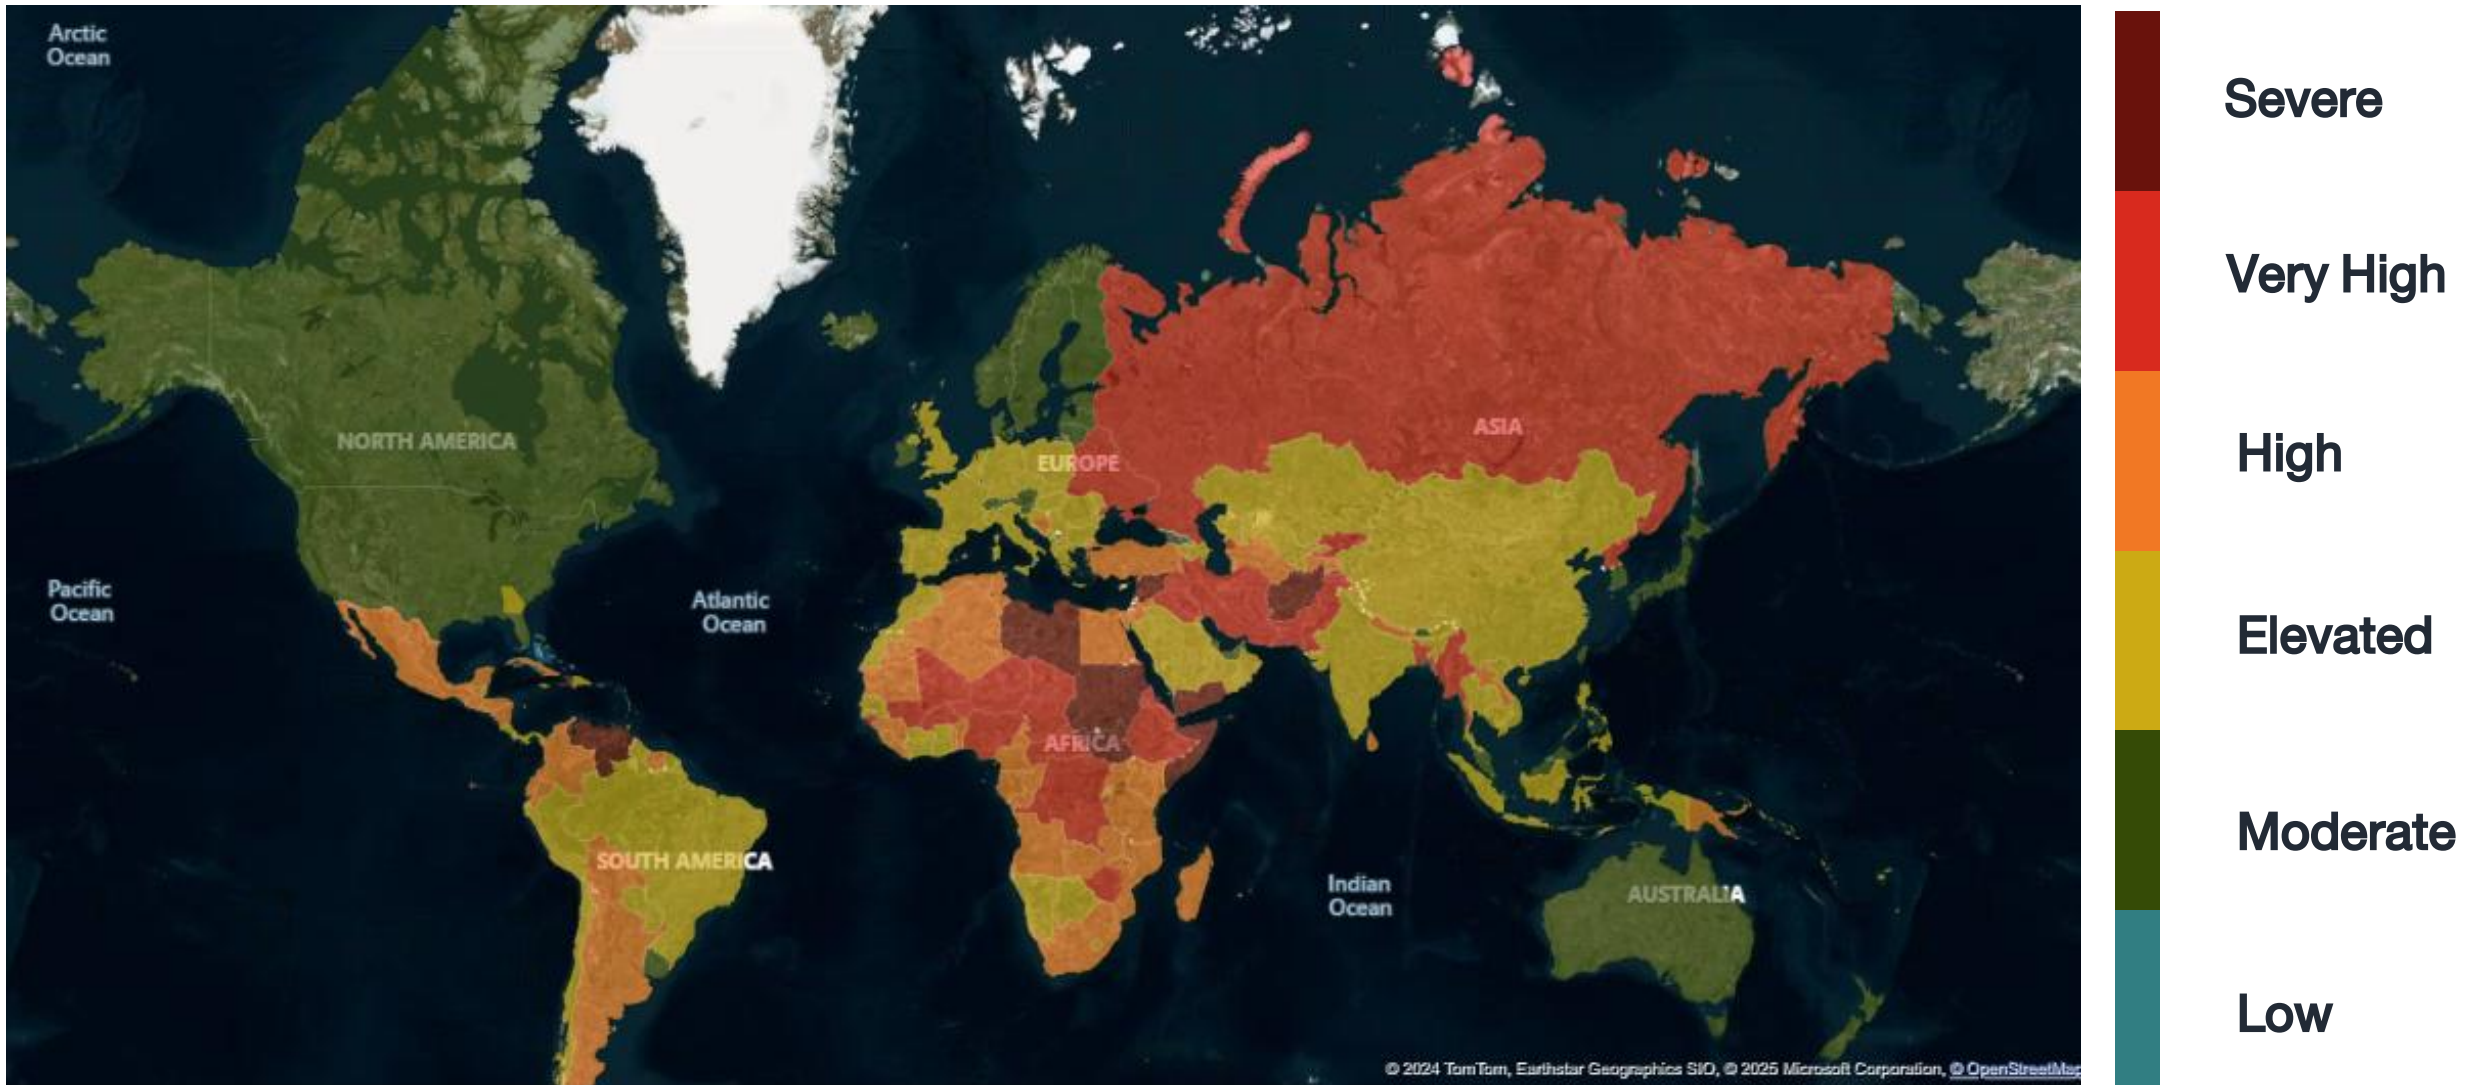 Arctic
Ocean
NORTH AMERICA
EUROPE
ASIA
Pacific
Ocean
Atlantic
Ocean
AFRICA
SOUTH AMERICA
Indian
Ocean
AUSTRALIA
© 2024 TomTom, Earthstar Geographics SIO, © 2025 Microsoft Corporation, © OpenStreetMap
Severe
Very High
High
Elevated
Moderate
Low